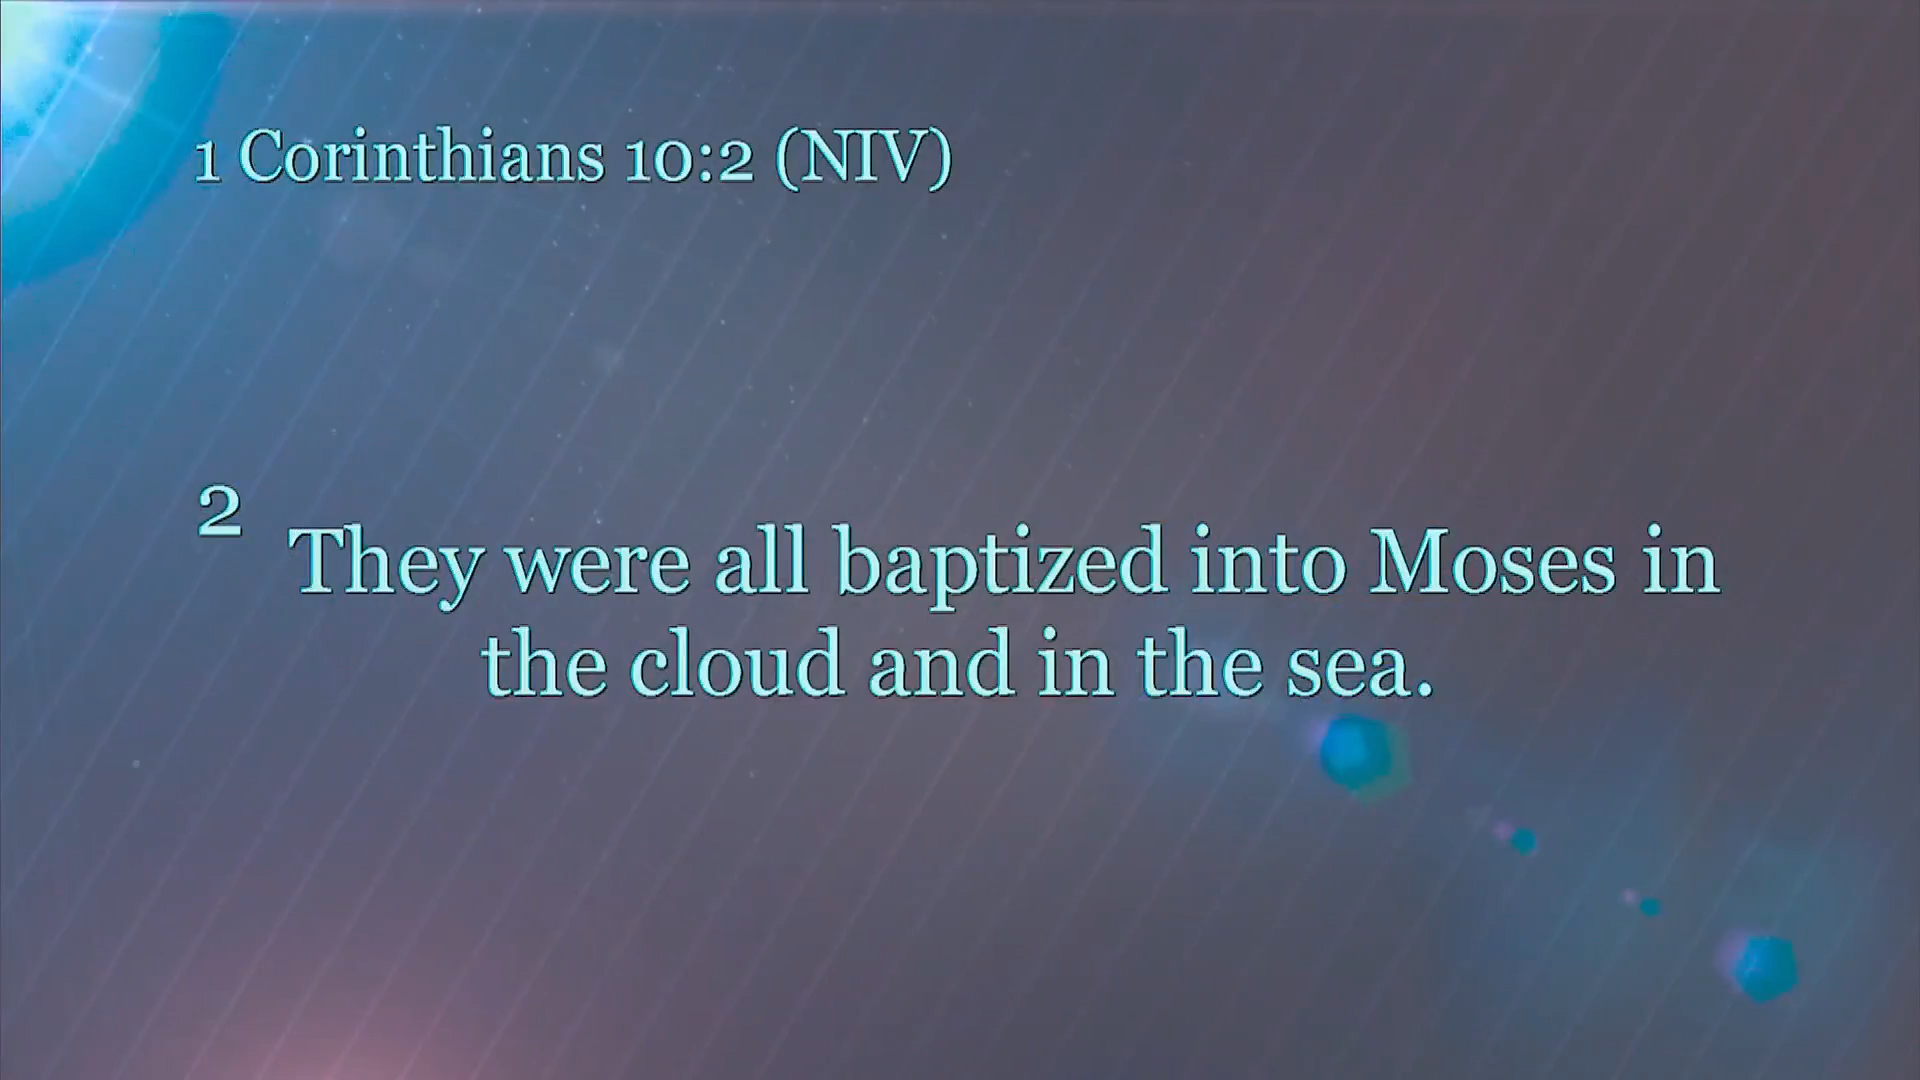 1 Corinthians 10:2 (NIV)
2 They were all baptized into Moses in
the cloud and in the sea.